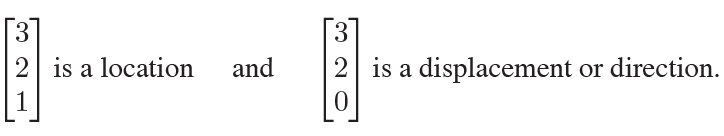 [3 2 1] is a location and [3 2 0] is a displacement or direction.